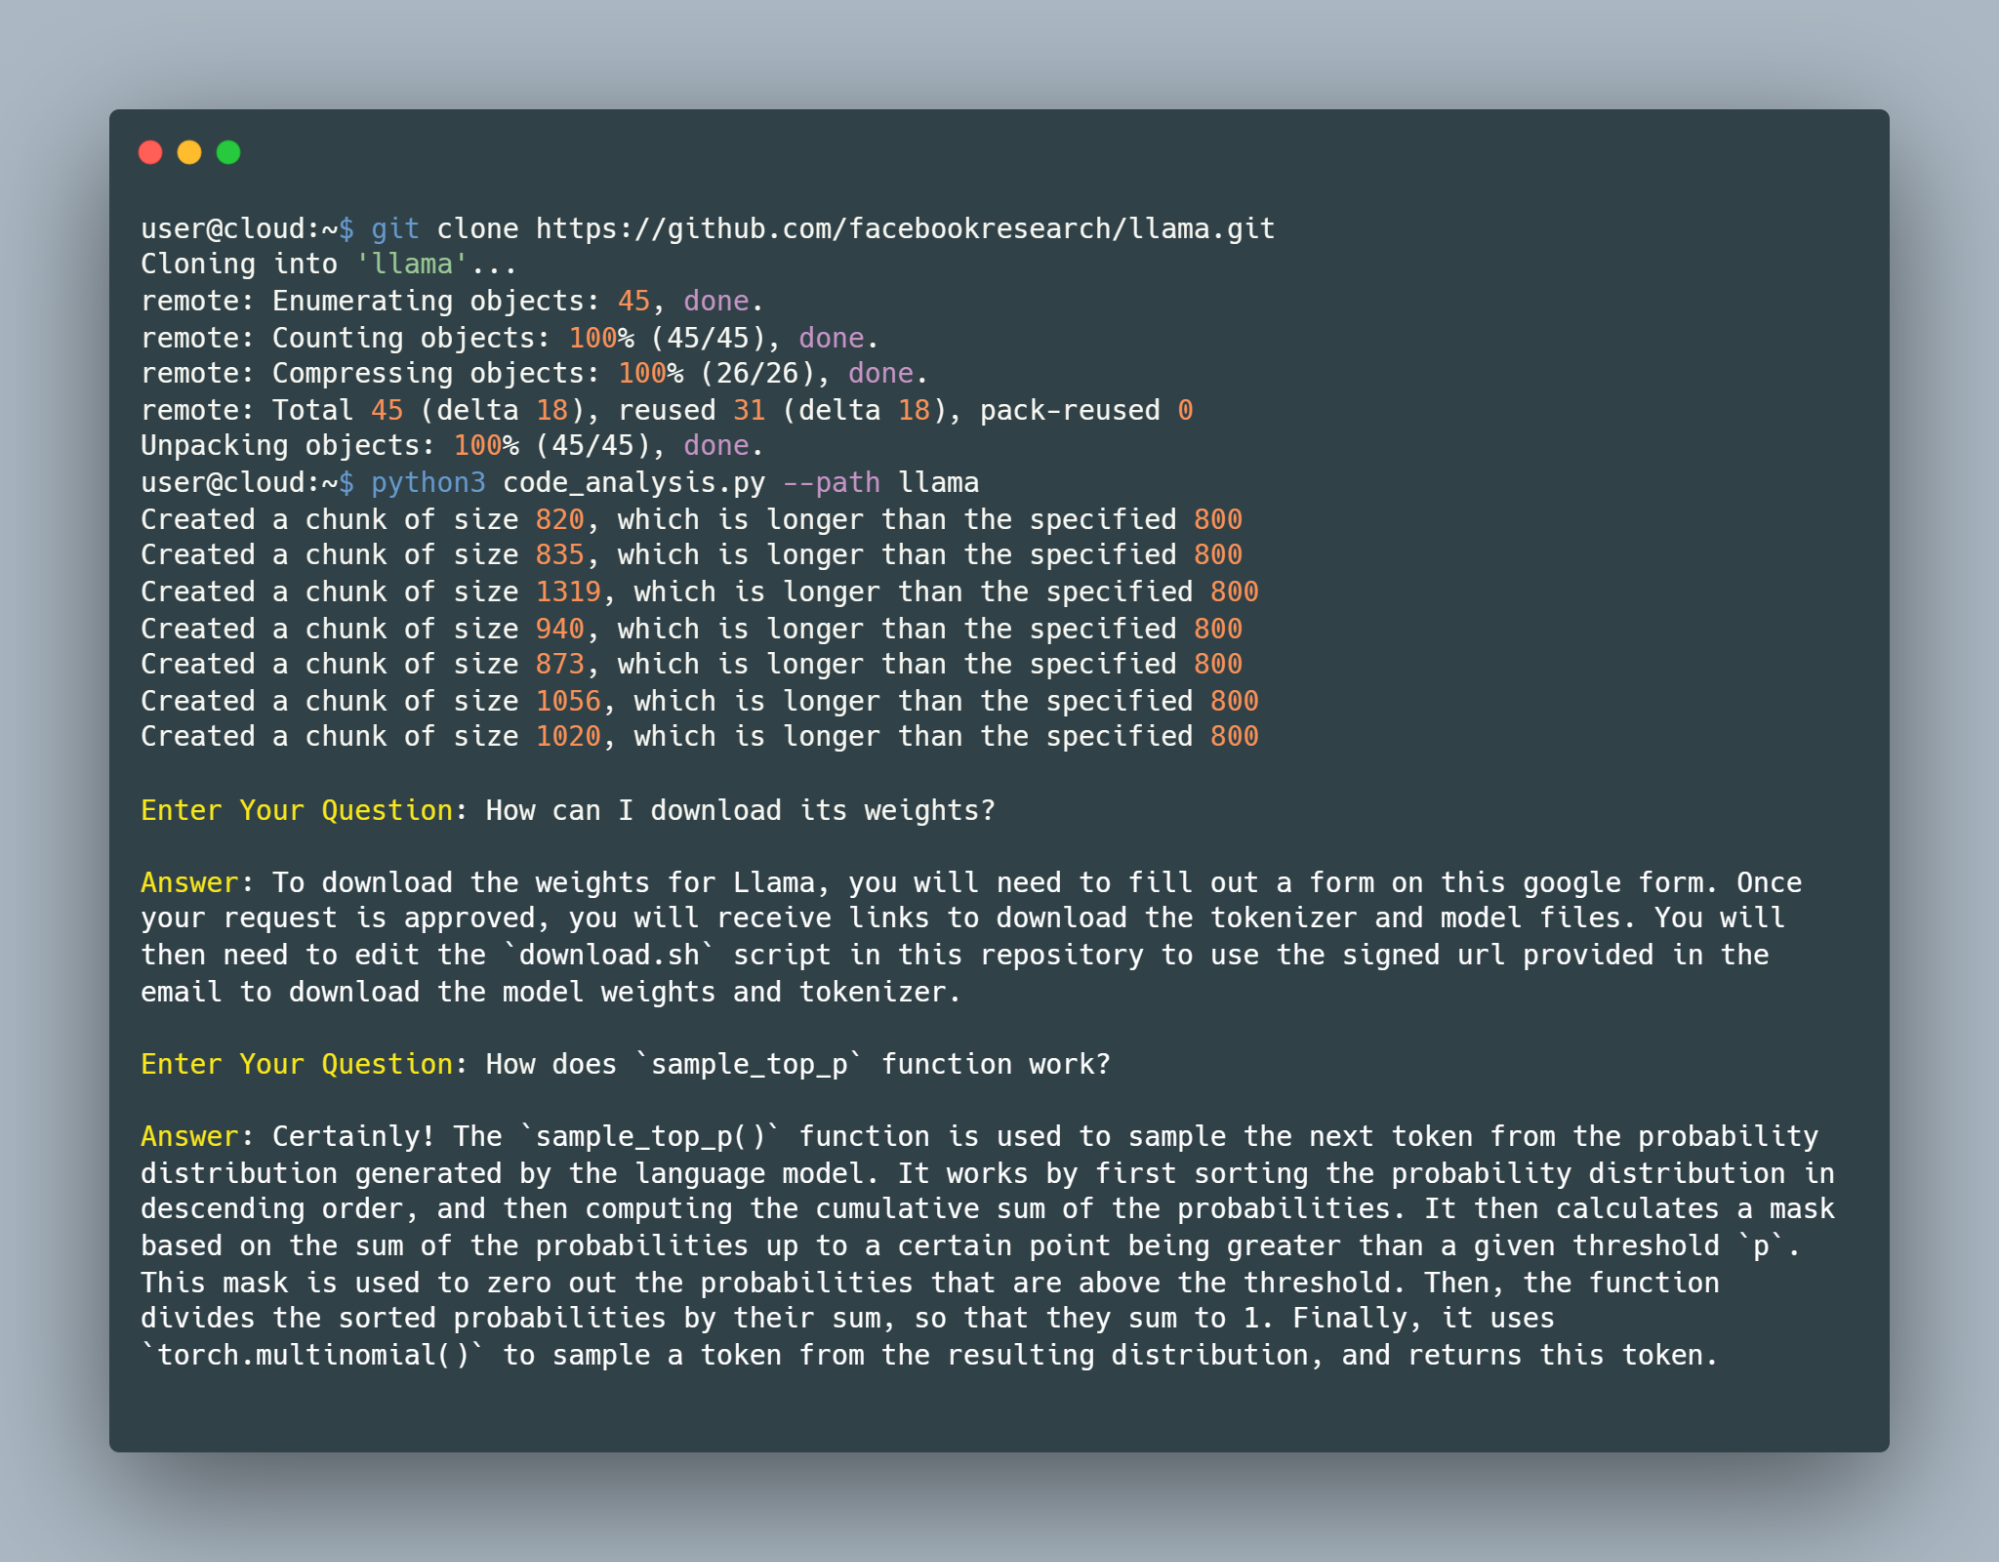 user@cloud:~$ git clone https://github.com/facebookresearch/llama.git
Cloning into 'llama'...
remote: Enumerating objects: 45, done.
remote: Counting objects: 100% (45/45), done.
remote: Compressing objects: 100% (26/26), done.
remote: Total 45 (delta 18), reused 31 (delta 18), pack-reused 0
Unpacking objects: 100% (45/45), done.
user@cloud:~$ python3 code_analysis.py --path llama
Created a chunk of size 820, which is longer than the specified 800
Created a chunk of size 835, which is longer than the specified 800
Created a chunk of size 1319, which is longer than the specified 800
Created a chunk of size 940, which is longer than the specified 800
Created a chunk of size 873, which is longer than the specified 800
Created a chunk of size 1056, which is longer than the specified 800
Created a chunk of size 1020, which is longer than the specified 800
Enter Your Question: How can I download its weights?
Answer: To download the weights for Llama, you will need to fill out a form on this google form. Once
your request is approved, you will receive links to download the tokenizer and model files. You will
then need to edit the `download.sh` script in this repository to use the signed url provided in the
email to download the model weights and tokenizer.
Enter Your Question: How does `sample_top_p` function work?
Answer: Certainly! The `sample_top_p()` function is used to sample the next token from the probability
distribution generated by the language model. It works by first sorting the probability distribution in
descending order, and then computing the cumulative sum of the probabilities. It then calculates a mask
based on the sum of the probabilities up to a certain point being greater than a given threshold `p`.
This mask is used to zero out the probabilities that are above the threshold. Then, the function
divides the sorted probabilities by their sum, so that they sum to 1. Finally, it uses
`torch.multinomial()` to sample a token from the resulting distribution, and returns this token.